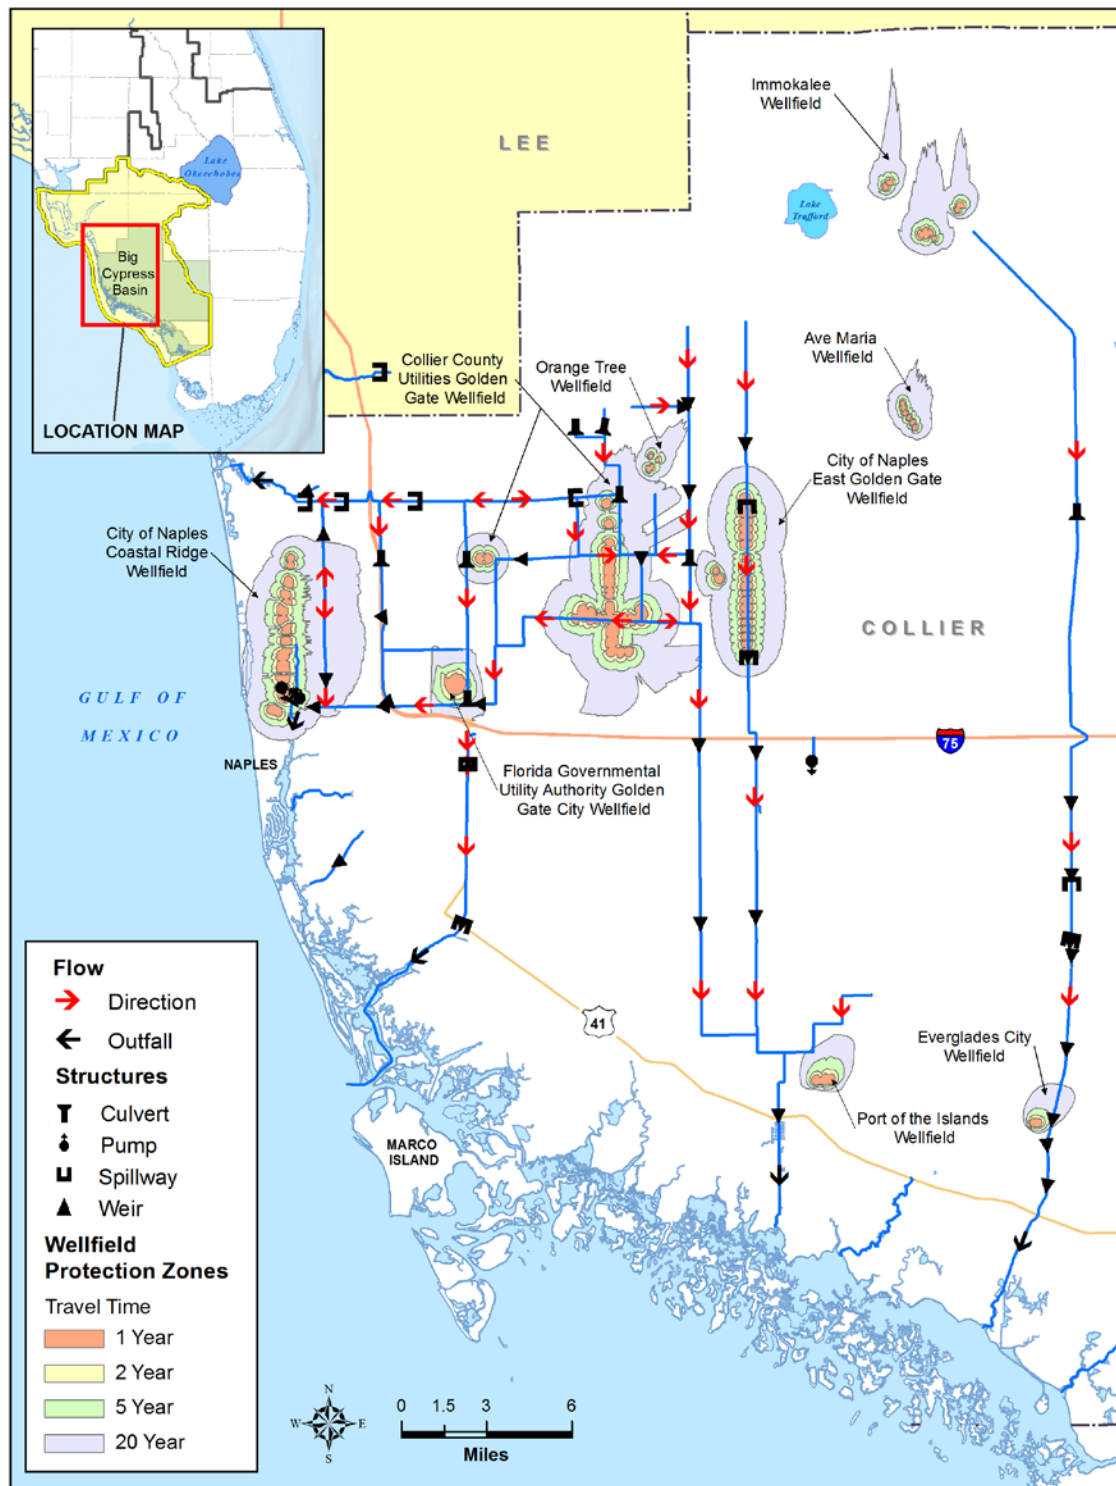 Lake
Okeechobee
Big
Cypress
Basin
LOCATION MAP
LEE
Immokalee
Wellfield
Lake
Trafford
Collier County
Utilities Golden
Gate Wellfield
Orange Tree
Wellfield
Ave Maria
Wellfield
City of Naples
East Golden Gate
Wellfield
City of Naples
Coastal Ridge
Wellfield
COLLIER
GULF OF
MEXICO
NAPLES
75
Florida Governmental
Utility Authority Golden
Gate City Wellfield
41
Everglades City
Wellfield
Port of the Islands
Wellfield
MARCO
ISLAND
Flow
Direction
Outfall
Structures
Culvert
Pump
Spillway
Weir
Wellfield
Protection Zones
Travel Time
1 Year
2 Year
5 Year
20 Year
N
W E
S
0 1.5 3 6
Miles